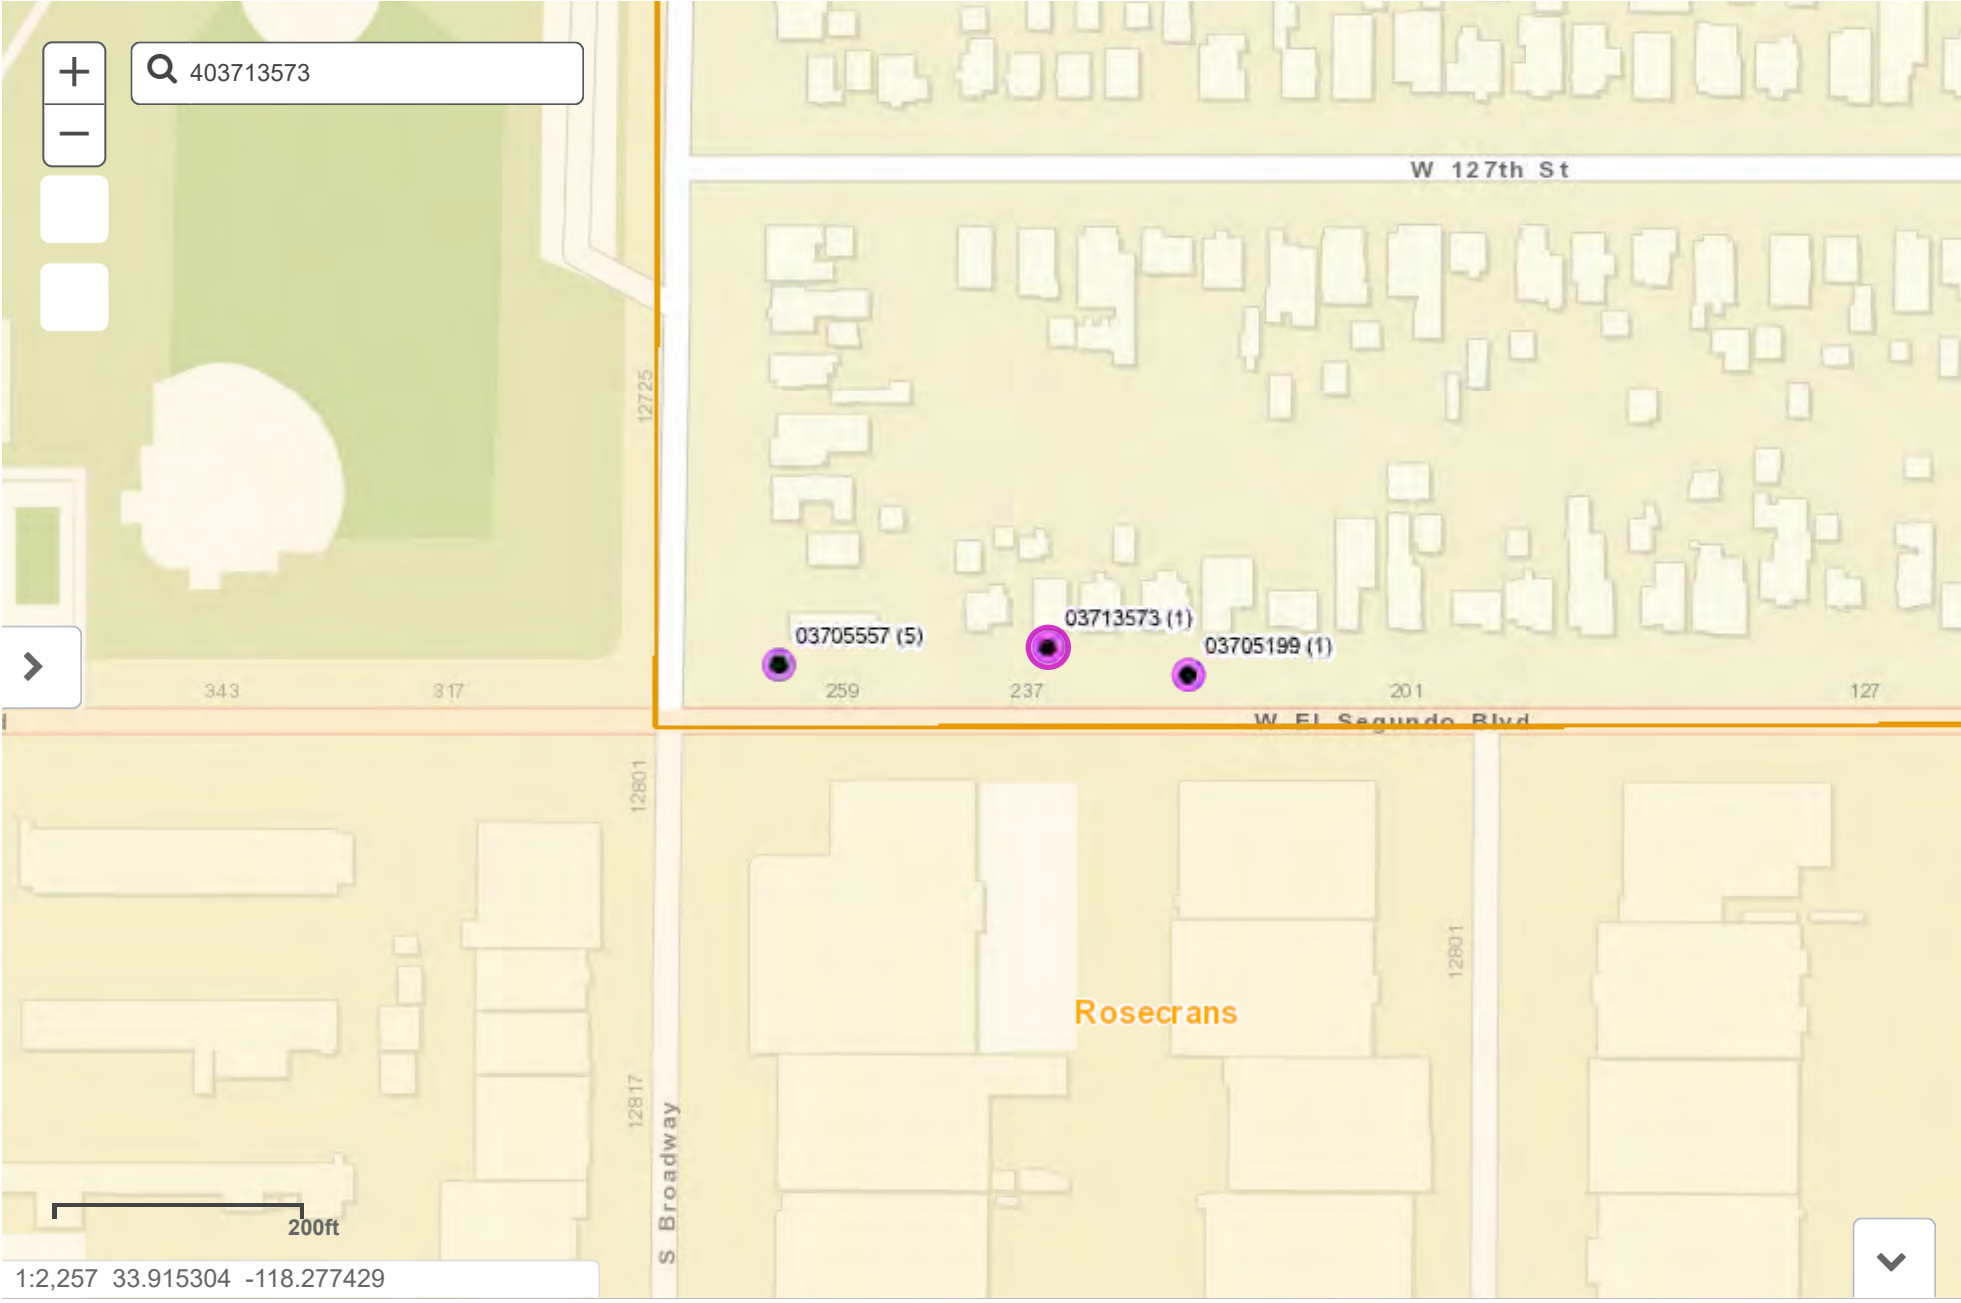 403713573
W 127th St
12725
03713573 (1)
03705557 (5)
03705199 (1)
343
317
259
237
201
127
W El Segundo Blvd
12801
12801
Rosecrans
12817
S Broadway
200ft
1:2,257 33.915304 -118.277429